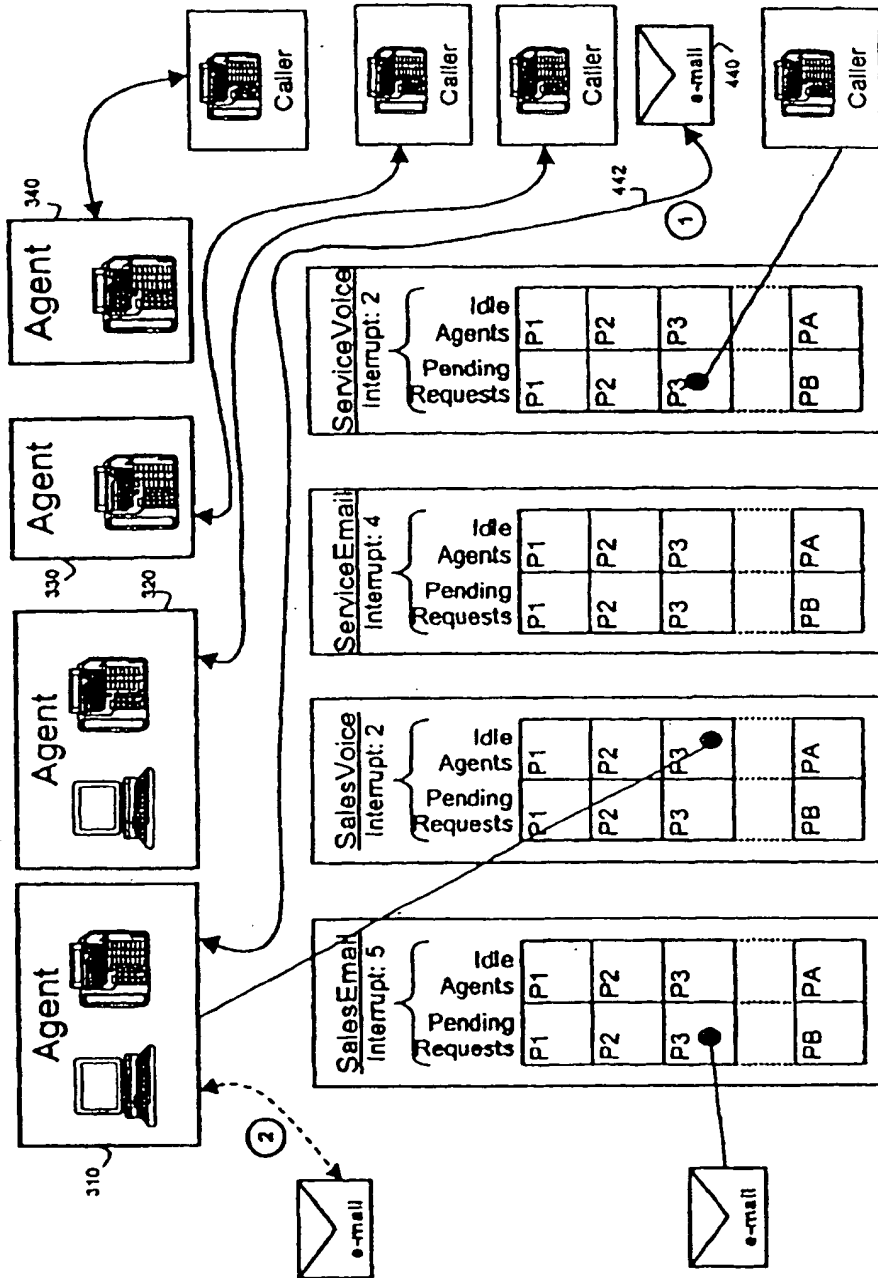 Agent
310
Agent
320
Agent
330
Agent
340
2
e-mail
Caller
Caller
Caller
442
1
e-mail
440
Caller
SalesEmail
Interrupt: 5
Pending Requests
Idle Agents
P1
P1
P2
P2
P3
P3
PB
PA
e-mail
SalesVoice
Interrupt: 2
Pending Requests
Idle Agents
P1
P1
P2
P2
P3
P3
PB
PA
ServiceEmail
Interrupt: 4
Pending Requests
Idle Agents
P1
P1
P2
P2
P3
P3
PB
PA
ServiceVoice
Interrupt: 2
Pending Requests
Idle Agents
P1
P1
P2
P2
P3
P3
PB
PA